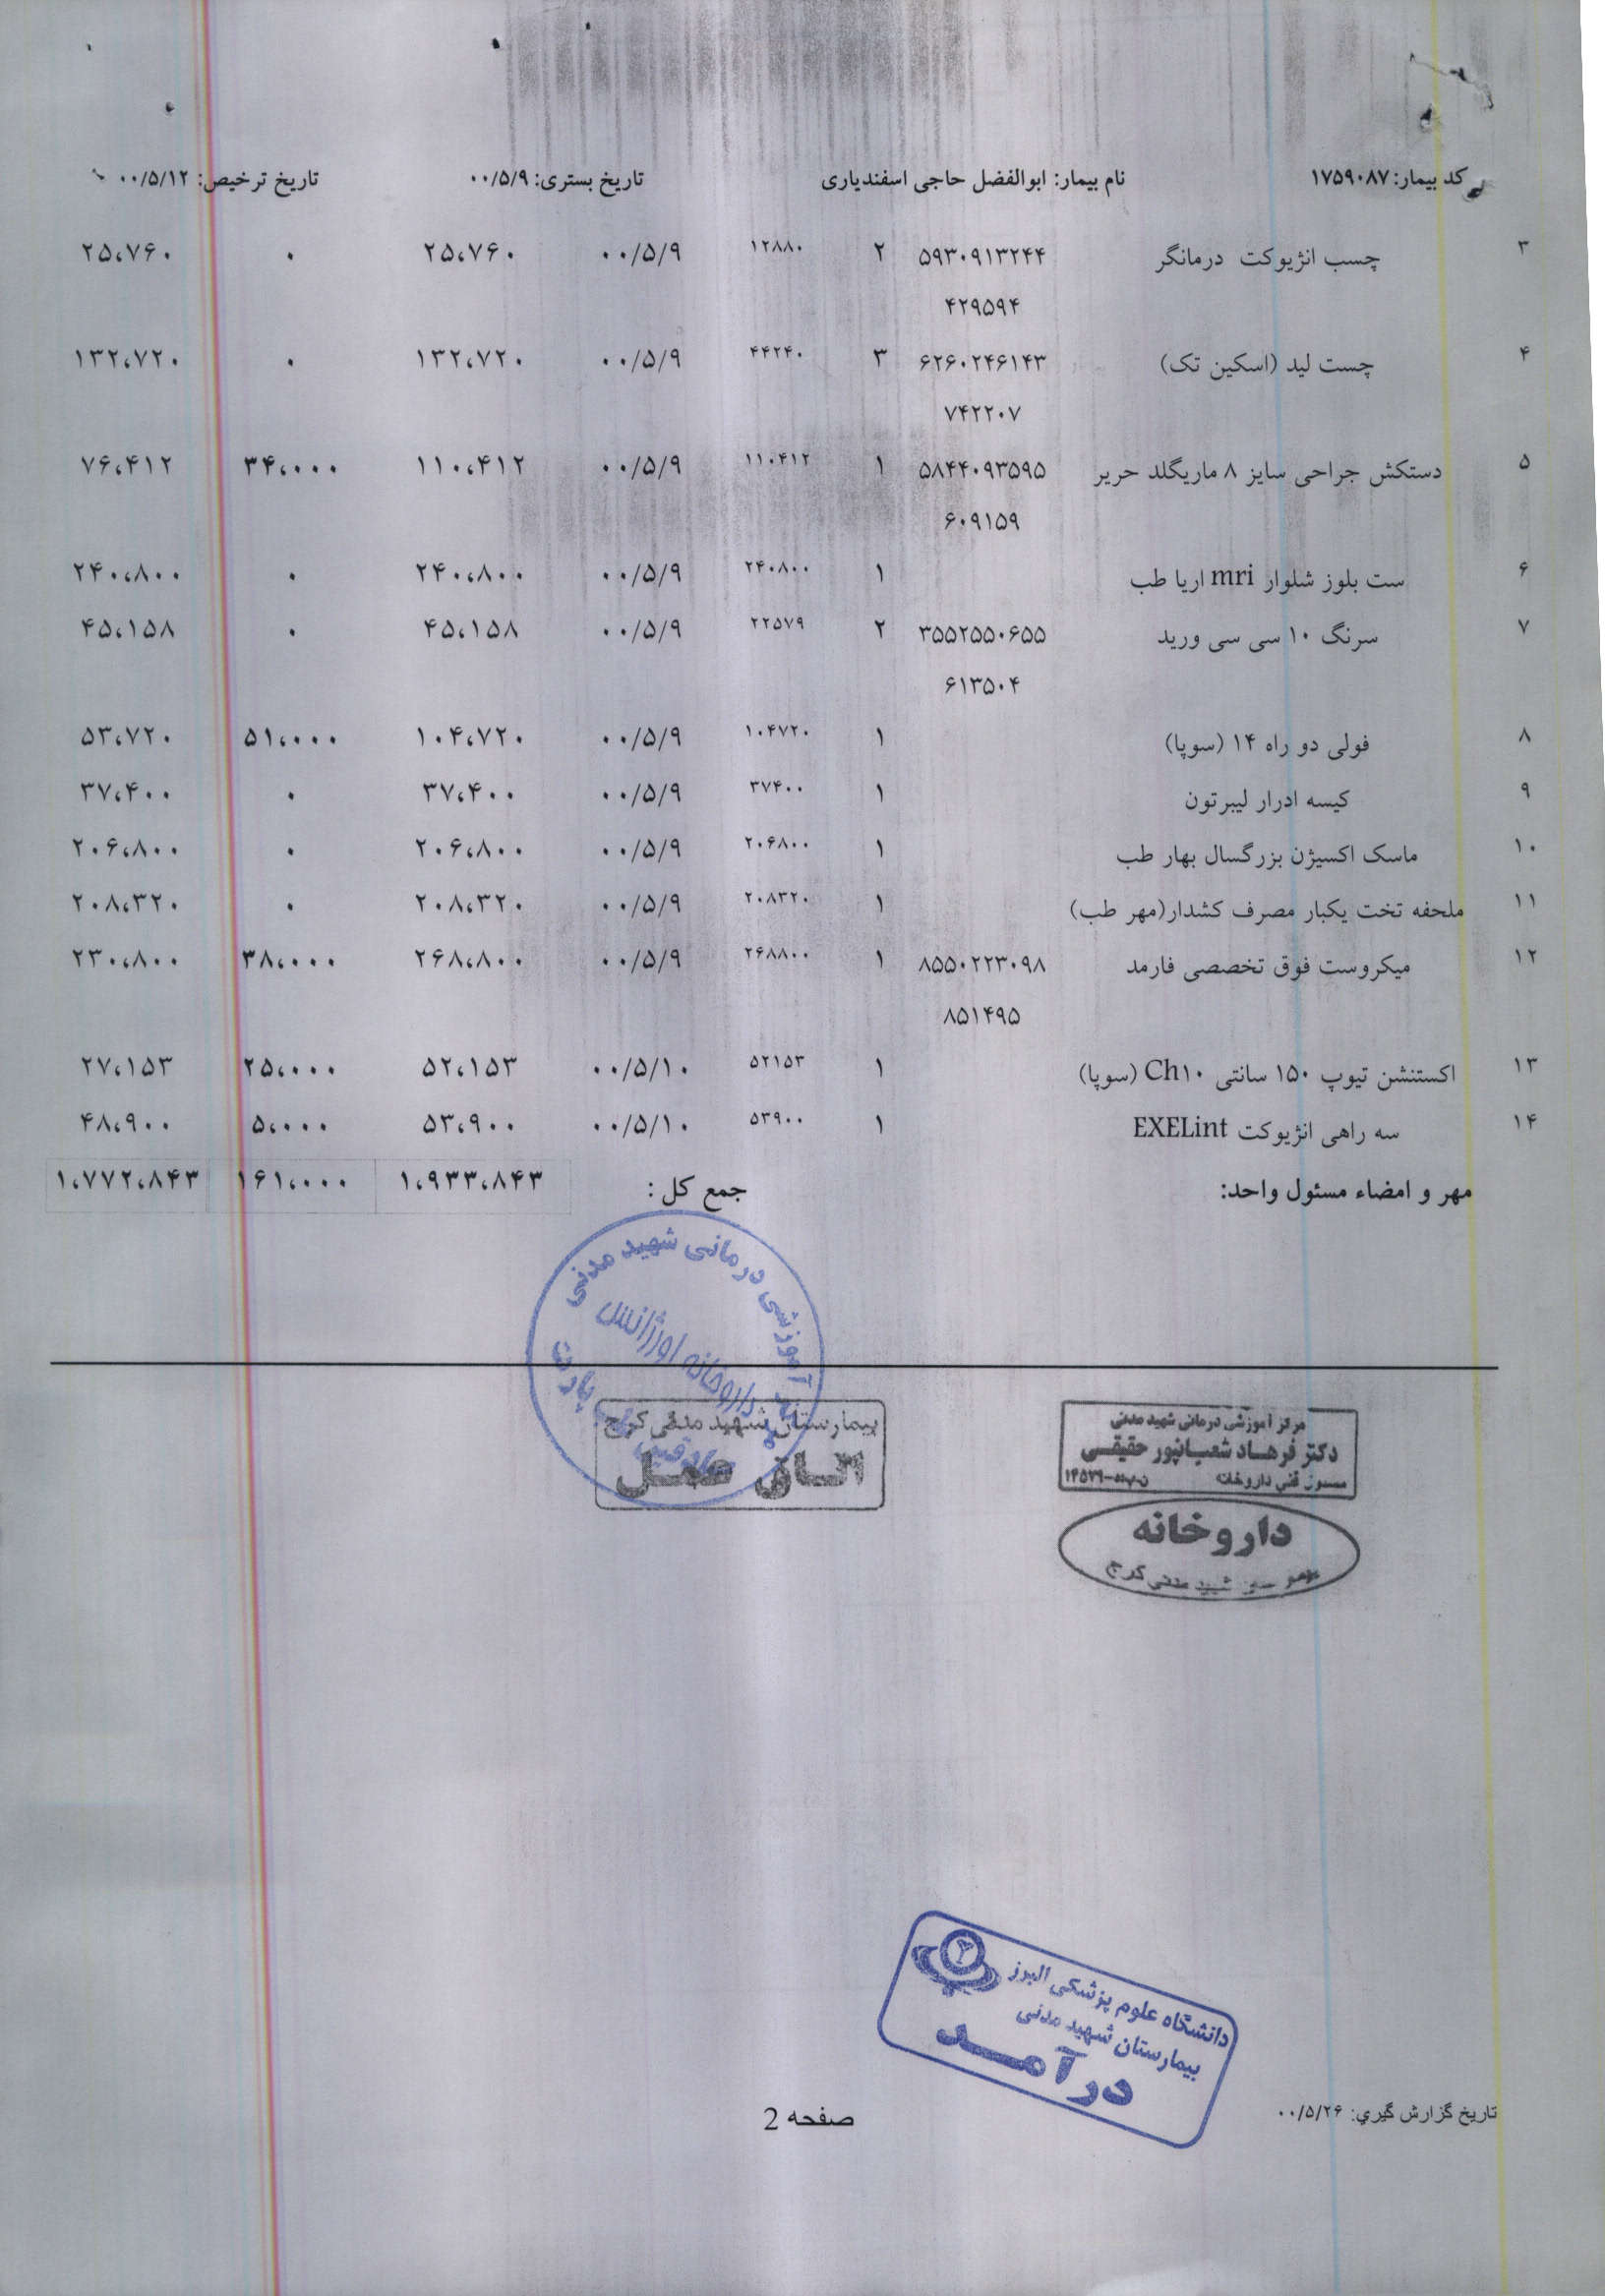 کد بیمار: ۱۷۵۹۰۸۷ نام بیمار: ابوالفضل حاجی اسفندیاری تاریخ بستری: ۰۰/۵/۹ تاریخ ترخیص: ۰۰/۵/۱۲
۳ چسب انژیوکت درمانگر ۵۹۳۰۹۱۳۲۴۴ ۲ ۱۲۸۸۰ ۰۰/۵/۹ ۲۵،۷۶۰ ۰ ۲۵،۷۶۰
۴۲۹۵۹۴
۴ چست لید (اسکین تک) ۶۲۶۰۲۴۶۱۴۳ ۳ ۴۴۲۴۰ ۰۰/۵/۹ ۱۳۲،۷۲۰ ۰ ۱۳۲،۷۲۰
۷۴۲۲۰۷
۵ دستکش جراحی سایز ۸ ماریگلد حریر ۵۸۴۴۰۹۳۵۹۵ ۱ ۱۱۰۴۱۲ ۰۰/۵/۹ ۱۱۰،۴۱۲ ۳۴،۰۰۰ ۷۶،۴۱۲
۶۰۹۱۵۹
۶ ست بلوز شلوار mri اریا طب ۱ ۲۴۰۸۰۰ ۰۰/۵/۹ ۲۴۰،۸۰۰ ۰ ۲۴۰،۸۰۰
۷ سرنگ ۱۰ سی سی ورید ۳۵۵۲۵۵۰۶۵۵ ۲ ۲۲۵۷۹ ۰۰/۵/۹ ۴۵،۱۵۸ ۰ ۴۵،۱۵۸
۶۱۳۵۰۴
۸ فولی دو راه ۱۴ (سوپا) ۱ ۱۰۴۷۲۰ ۰۰/۵/۹ ۱۰۴،۷۲۰ ۵۱،۰۰۰ ۵۳،۷۲۰
۹ کیسه ادرار لیبرتون ۱ ۳۷۴۰۰ ۰۰/۵/۹ ۳۷،۴۰۰ ۰ ۳۷،۴۰۰
۱۰ ماسک اکسیژن بزرگسال بهار طب ۱ ۲۰۶۸۰۰ ۰۰/۵/۹ ۲۰۶،۸۰۰ ۰ ۲۰۶،۸۰۰
۱۱ ملحفه تخت یکبار مصرف کشدار(مهر طب) ۱ ۲۰۸۳۲۰ ۰۰/۵/۹ ۲۰۸،۳۲۰ ۰ ۲۰۸،۳۲۰
۱۲ میکروست فوق تخصصی فارمد ۸۵۵۰۲۲۳۰۹۸ ۱ ۲۶۸۸۰۰ ۰۰/۵/۹ ۲۶۸،۸۰۰ ۳۸،۰۰۰ ۲۳۰،۸۰۰
۸۵۱۴۹۵
۱۳ اکستنشن تیوپ ۱۵۰ سانتی Ch۱۰ (سوپا) ۱ ۵۲۱۵۳ ۰۰/۵/۱۰ ۵۲،۱۵۳ ۲۵،۰۰۰ ۲۷،۱۵۳
۱۴ سه راهی انژیوکت EXELint ۱ ۵۳۹۰۰ ۰۰/۵/۱۰ ۵۳،۹۰۰ ۵،۰۰۰ ۴۸،۹۰۰
مهر و امضاء مسئول واحد: جمع کل : ۱،۹۳۳،۸۴۳ ۱۶۱،۰۰۰ ۱،۷۷۲،۸۴۳
آموزشی درمانی شهید مدنی
داروخانه اورژانس
بیمارستان شهید مدنی کرج
اتاق عمل
مرکز آموزشی درمانی شهید مدنی
دکتر فرهاد شعبانپور حقیقی
مسئول فنی داروخانه
داروخانه
شهید مدنی کرج
دانشگاه علوم پزشکی البرز
بیمارستان شهید مدنی
درآمد
تاریخ گزارش گیري: ۰۰/۵/۲۶ صفحه 2